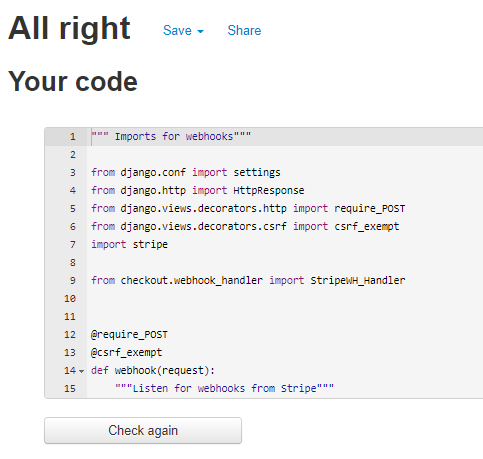 All right Save Share
Your code
1 """ Imports for webhooks"""
2
3 from django.conf import settings
4 from django.http import HttpResponse
5 from django.views.decorators.http import require_POST
6 from django.views.decorators.csrf import csrf_exempt
7 import stripe
8
9 from checkout.webhook_handler import StripeWH_Handler
10
11
12 @require_POST
13 @csrf_exempt
14 def webhook(request):
15     """Listen for webhooks from Stripe"""
Check again